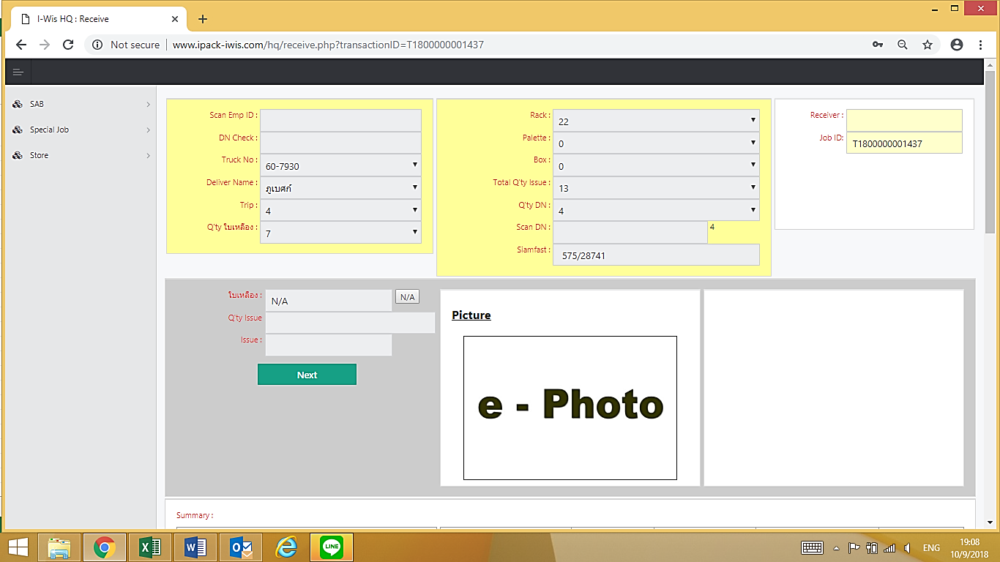 I-Wis HQ : Receive
Not secure www.ipack-iwis.com/hq/receive.php?transactionID=T1800000001437
SAB
Special Job
Store
Scan Emp ID :
DN Check :
Truck No : 60-7930
Deliver Name : ภูเบศก์
Trip : 4
Q'ty ใบเหลือง : 7
Rack : 22
Palette : 0
Box : 0
Total Q'ty Issue : 13
Q'ty DN : 4
Scan DN : 4
Siamfast : 575/28741
Receiver :
Job ID: T1800000001437
ใบเหลือง : N/A N/A
Q'ty Issue
Issue :
Next
Picture
e - Photo
Summary :
LINE
ENG
19:08
10/9/2018